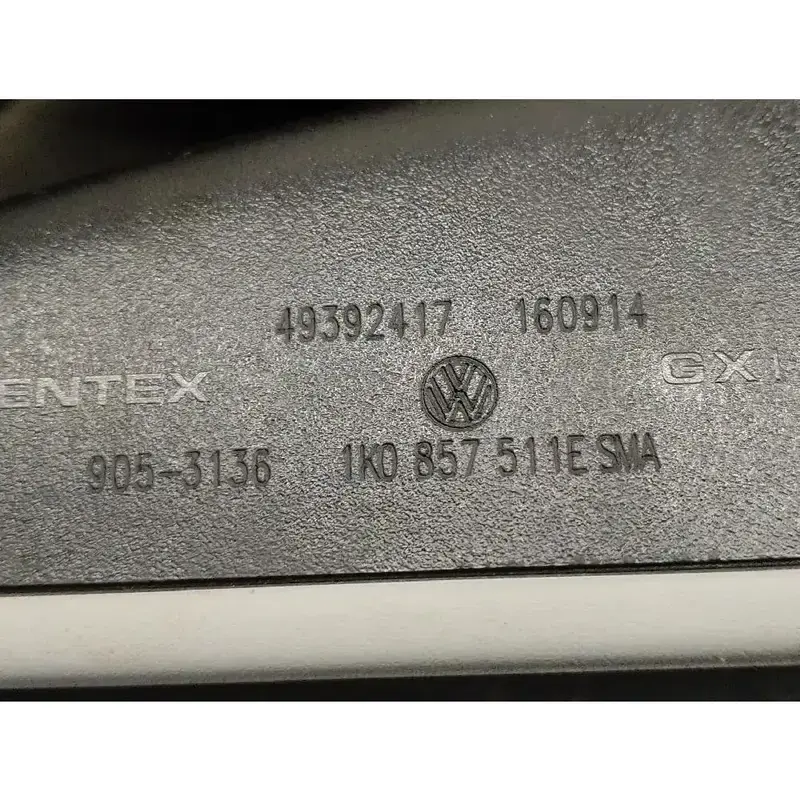 49392417 160914
ENTEX GX
905-3136 1K0 857 511E SMA